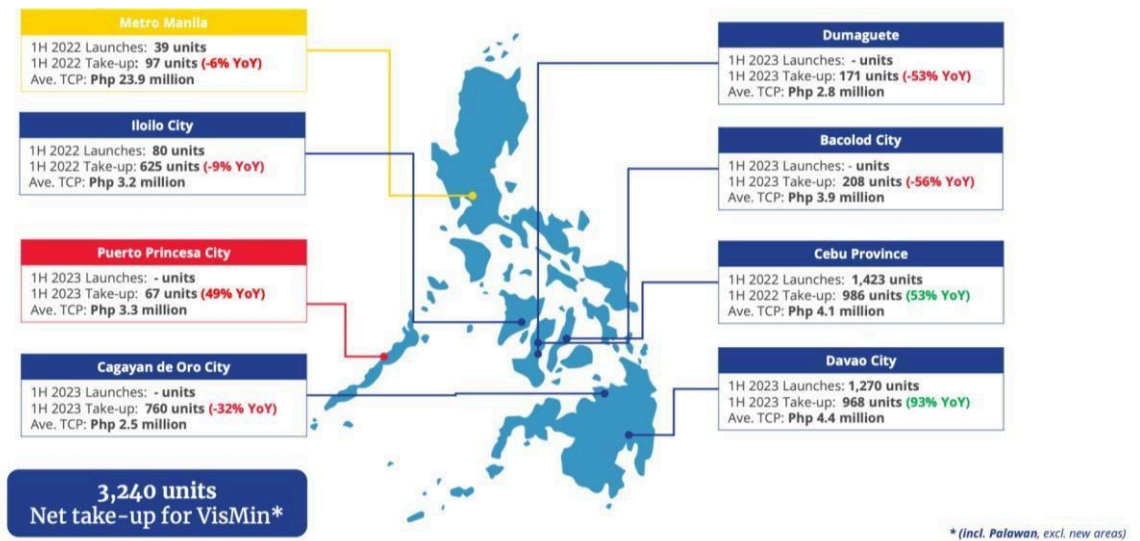 Metro Manila
1H 2022 Launches: 39 units
1H 2022 Take-up: 97 units (-6% YoY)
Ave. TCP: Php 23.9 million
Iloilo City
1H 2022 Launches: 80 units
1H 2022 Take-up: 625 units (-9% YoY)
Ave. TCP: Php 3.2 million
Puerto Princesa City
1H 2023 Launches: - units
1H 2023 Take-up: 67 units (49% YoY)
Ave. TCP: Php 3.3 million
Cagayan de Oro City
1H 2023 Launches: - units
1H 2023 Take-up: 760 units (-32% YoY)
Ave. TCP: Php 2.5 million
3,240 units
Net take-up for VisMin*
Dumaguete
1H 2023 Launches: - units
1H 2023 Take-up: 171 units (-53% YoY)
Ave. TCP: Php 2.8 million
Bacolod City
1H 2023 Launches: - units
1H 2023 Take-up: 208 units (-56% YoY)
Ave. TCP: Php 3.9 million
Cebu Province
1H 2022 Launches: 1,423 units
1H 2022 Take-up: 986 units (53% YoY)
Ave. TCP: Php 4.1 million
Davao City
1H 2023 Launches: 1,270 units
1H 2023 Take-up: 968 units (93% YoY)
Ave. TCP: Php 4.4 million
* (incl. Palawan, excl. new areas)